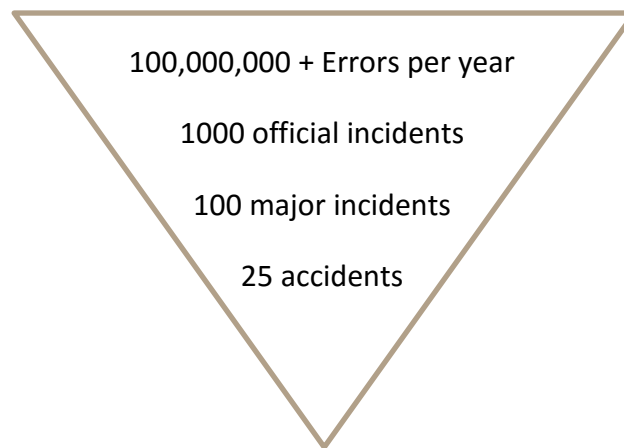 100,000,000 + Errors per year
1000 official incidents
100 major incidents
25 accidents